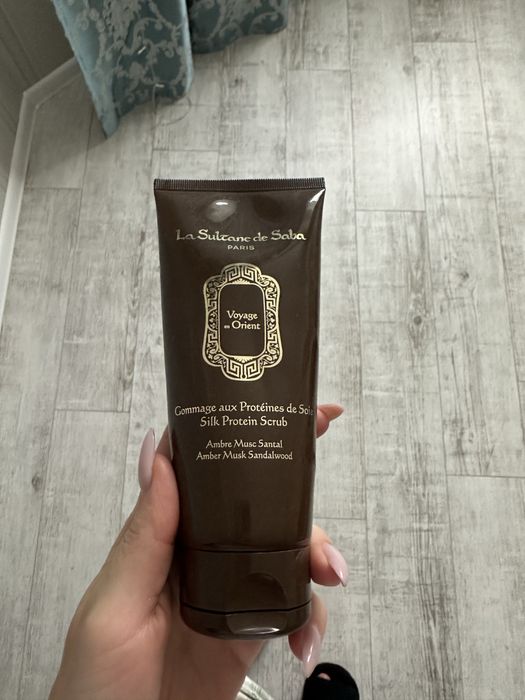 La Sultane de Saba
PARIS
Voyage
en Orient
Gommage aux Protéines de Soie
Silk Protein Scrub
Ambre Musc Santal
Amber Musk Sandalwood